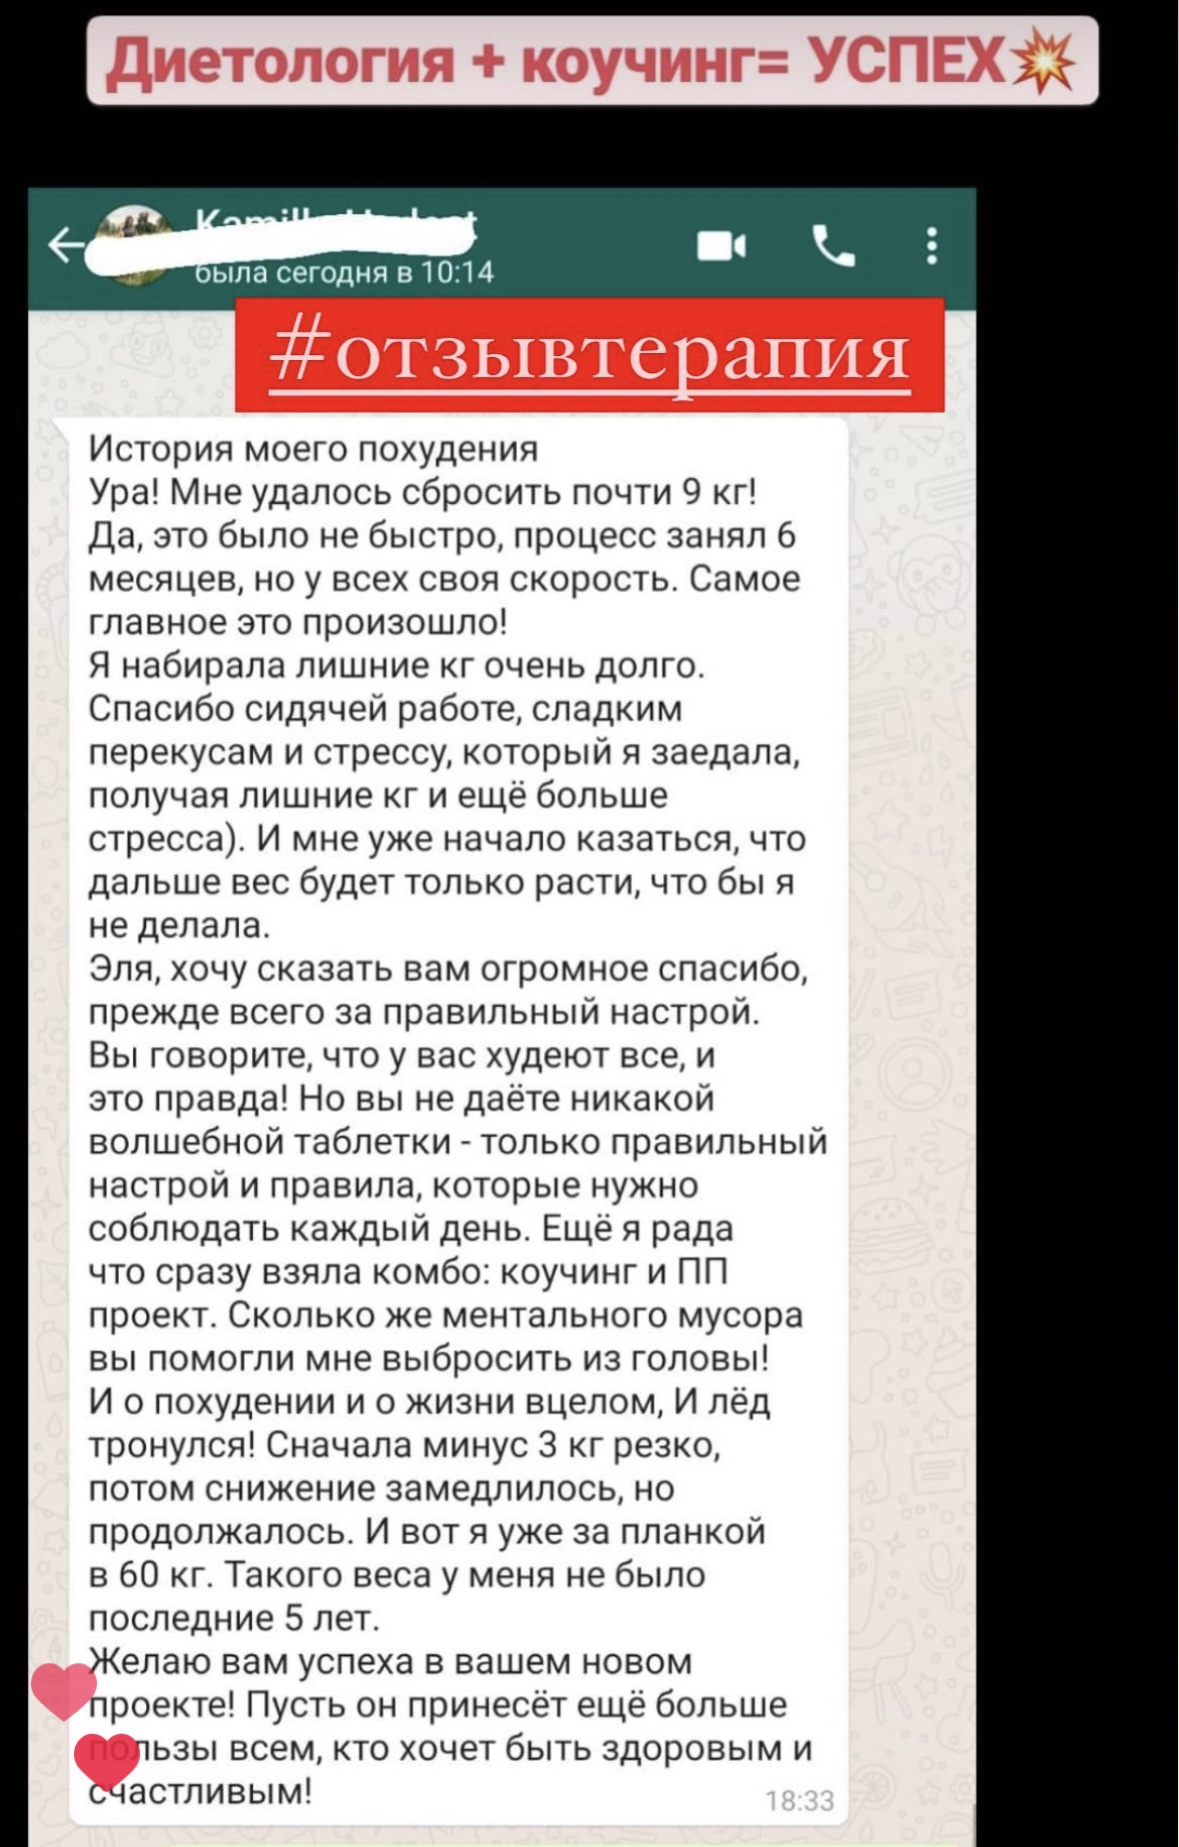 Диетология + коучинг= УСПЕХ💥
была сегодня в 10:14
#отзывтерапия
История моего похудения
Ура! Мне удалось сбросить почти 9 кг!
Да, это было не быстро, процесс занял 6
месяцев, но у всех своя скорость. Самое
главное это произошло!
Я набирала лишние кг очень долго.
Спасибо сидячей работе, сладким
перекусам и стрессу, который я заедала,
получая лишние кг и ещё больше
стресса). И мне уже начало казаться, что
дальше вес будет только расти, что бы я
не делала.
Эля, хочу сказать вам огромное спасибо,
прежде всего за правильный настрой.
Вы говорите, что у вас худеют все, и
это правда! Но вы не даёте никакой
волшебной таблетки - только правильный
настрой и правила, которые нужно
соблюдать каждый день. Ещё я рада
что сразу взяла комбо: коучинг и ПП
проект. Сколько же ментального мусора
вы помогли мне выбросить из головы!
И о похудении и о жизни вцелом, И лёд
тронулся! Сначала минус 3 кг резко,
потом снижение замедлилось, но
продолжалось. И вот я уже за планкой
в 60 кг. Такого веса у меня не было
последние 5 лет.
Желаю вам успеха в вашем новом
проекте! Пусть он принесёт ещё больше
пользы всем, кто хочет быть здоровым и
счастливым!
18:33